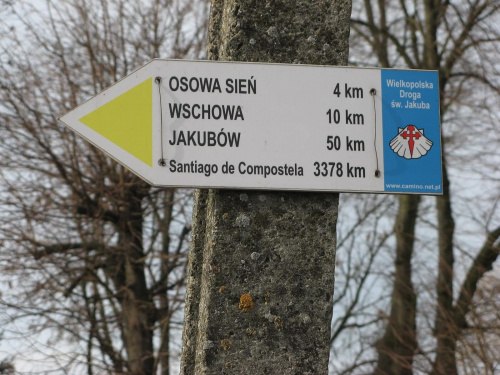 OSOWA SIEŃ 4 km
WSCHOWA 10 km
JAKUBÓW 50 km
Santiago de Compostela 3378 km
Wielkopolska
Droga
św. Jakuba
www.camino.net.pl